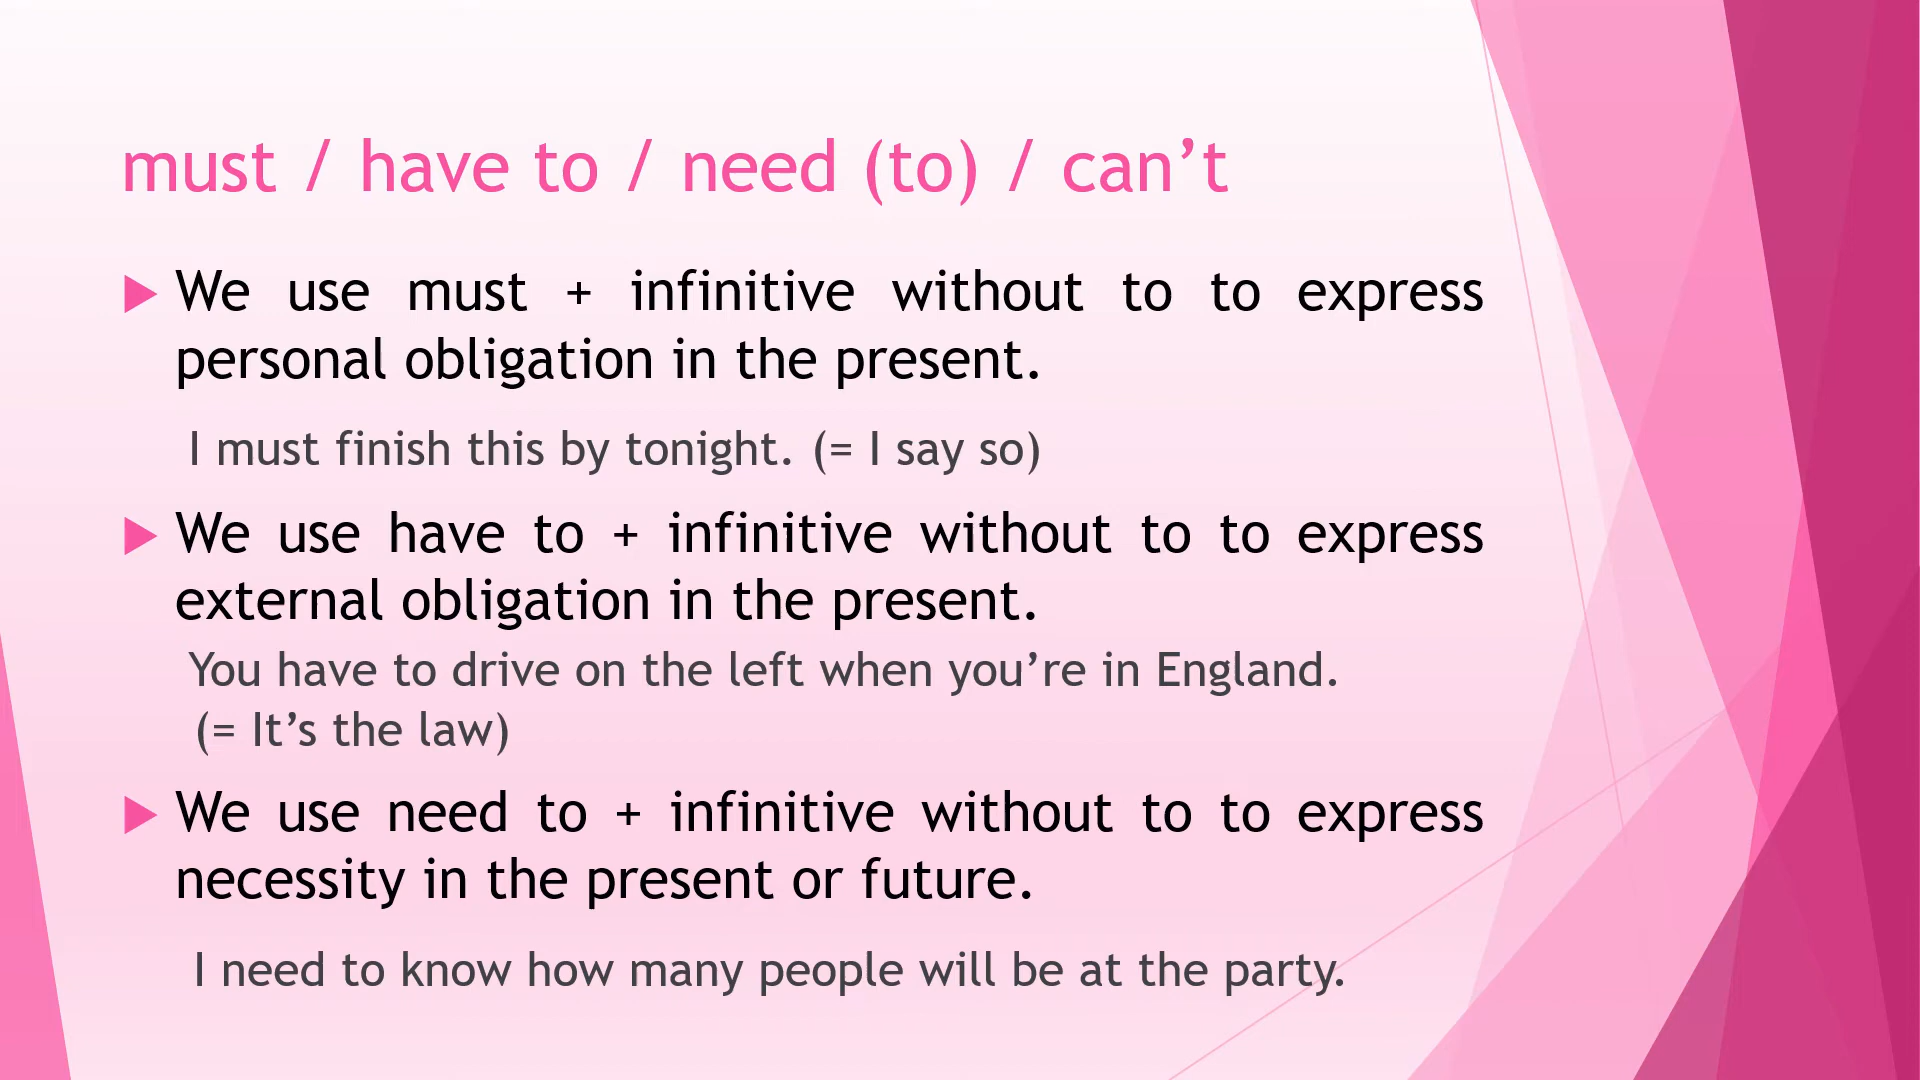 must / have to / need (to) / can’t
We use must + infinitive without to to express
personal obligation in the present.
I must finish this by tonight. (= I say so)
We use have to + infinitive without to to express
external obligation in the present.
You have to drive on the left when you’re in England.
(= It’s the law)
We use need to + infinitive without to to express
necessity in the present or future.
I need to know how many people will be at the party.